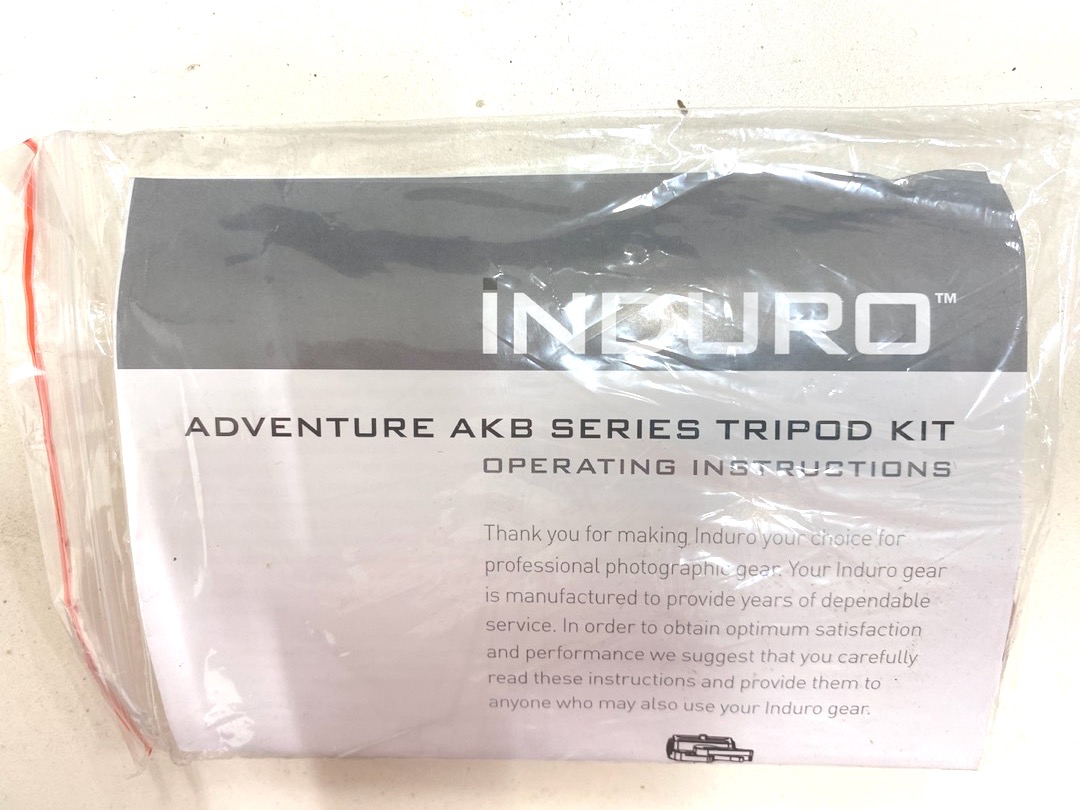 INDURO™
ADVENTURE AKB SERIES TRIPOD KIT
OPERATING INSTRUCTIONS
Thank you for making Induro your choice for
professional photographic gear. Your Induro gear
is manufactured to provide years of dependable
service. In order to obtain optimum satisfaction
and performance we suggest that you carefully
read these instructions and provide them to
anyone who may also use your Induro gear.